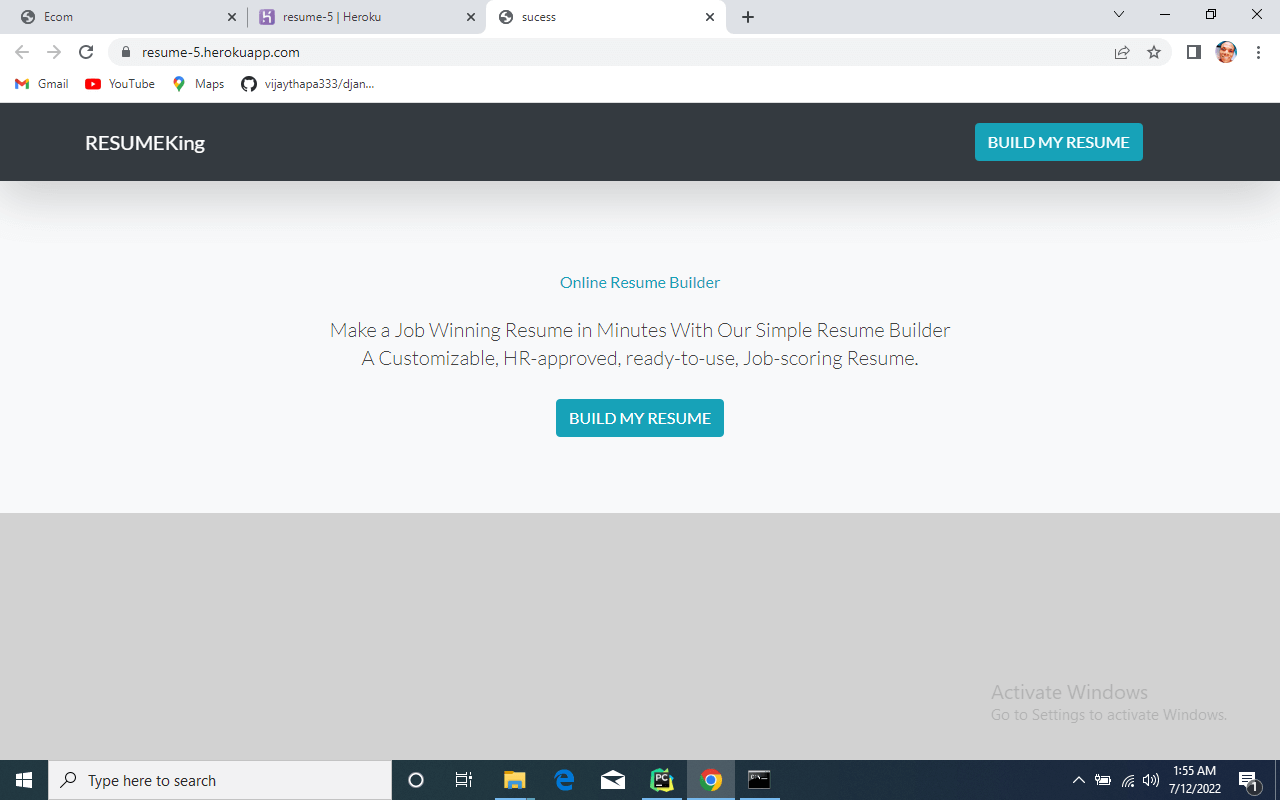 Ecom
resume-5 | Heroku
sucess
resume-5.herokuapp.com
Gmail
YouTube
Maps
vijaythapa333/djan...
RESUMEKing
BUILD MY RESUME
Online Resume Builder
Make a Job Winning Resume in Minutes With Our Simple Resume Builder
A Customizable, HR-approved, ready-to-use, Job-scoring Resume.
BUILD MY RESUME
Activate Windows
Go to Settings to activate Windows.
Type here to search
PC
C:\.
1:55 AM
7/12/2022
1